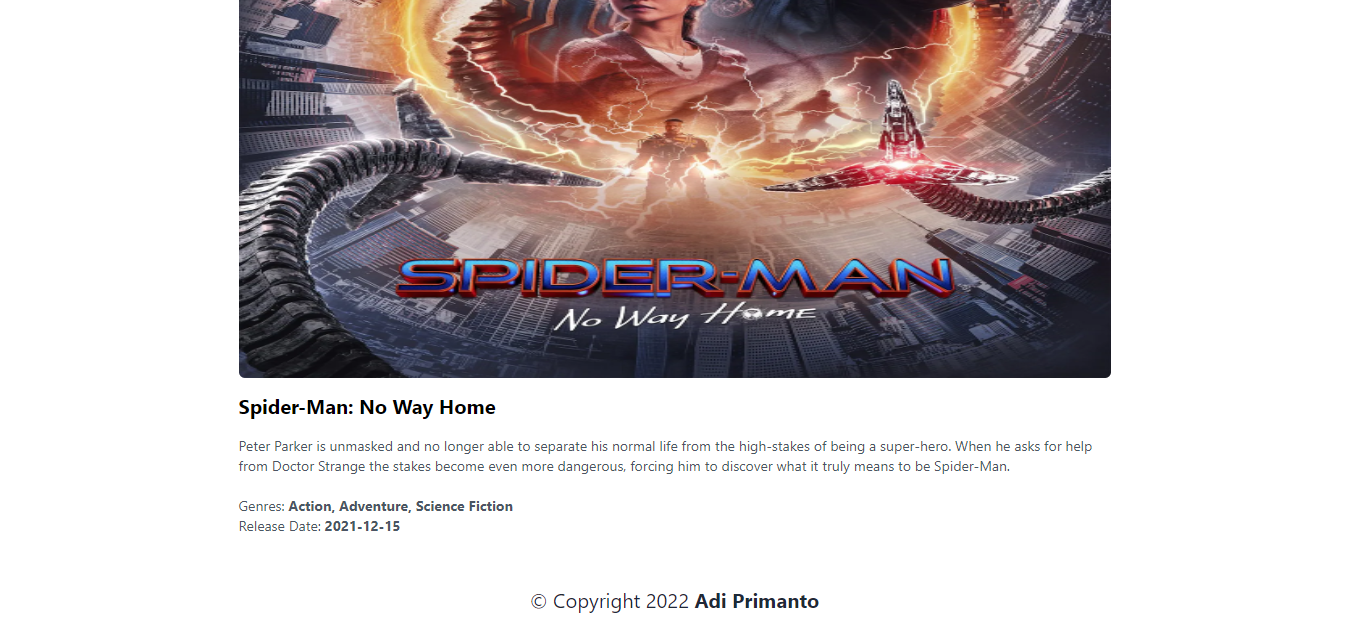 SPIDER-MAN
No Way Home
Spider-Man: No Way Home
Peter Parker is unmasked and no longer able to separate his normal life from the high-stakes of being a super-hero. When he asks for help
from Doctor Strange the stakes become even more dangerous, forcing him to discover what it truly means to be Spider-Man.
Genres: Action, Adventure, Science Fiction
Release Date: 2021-12-15
© Copyright 2022 Adi Primanto